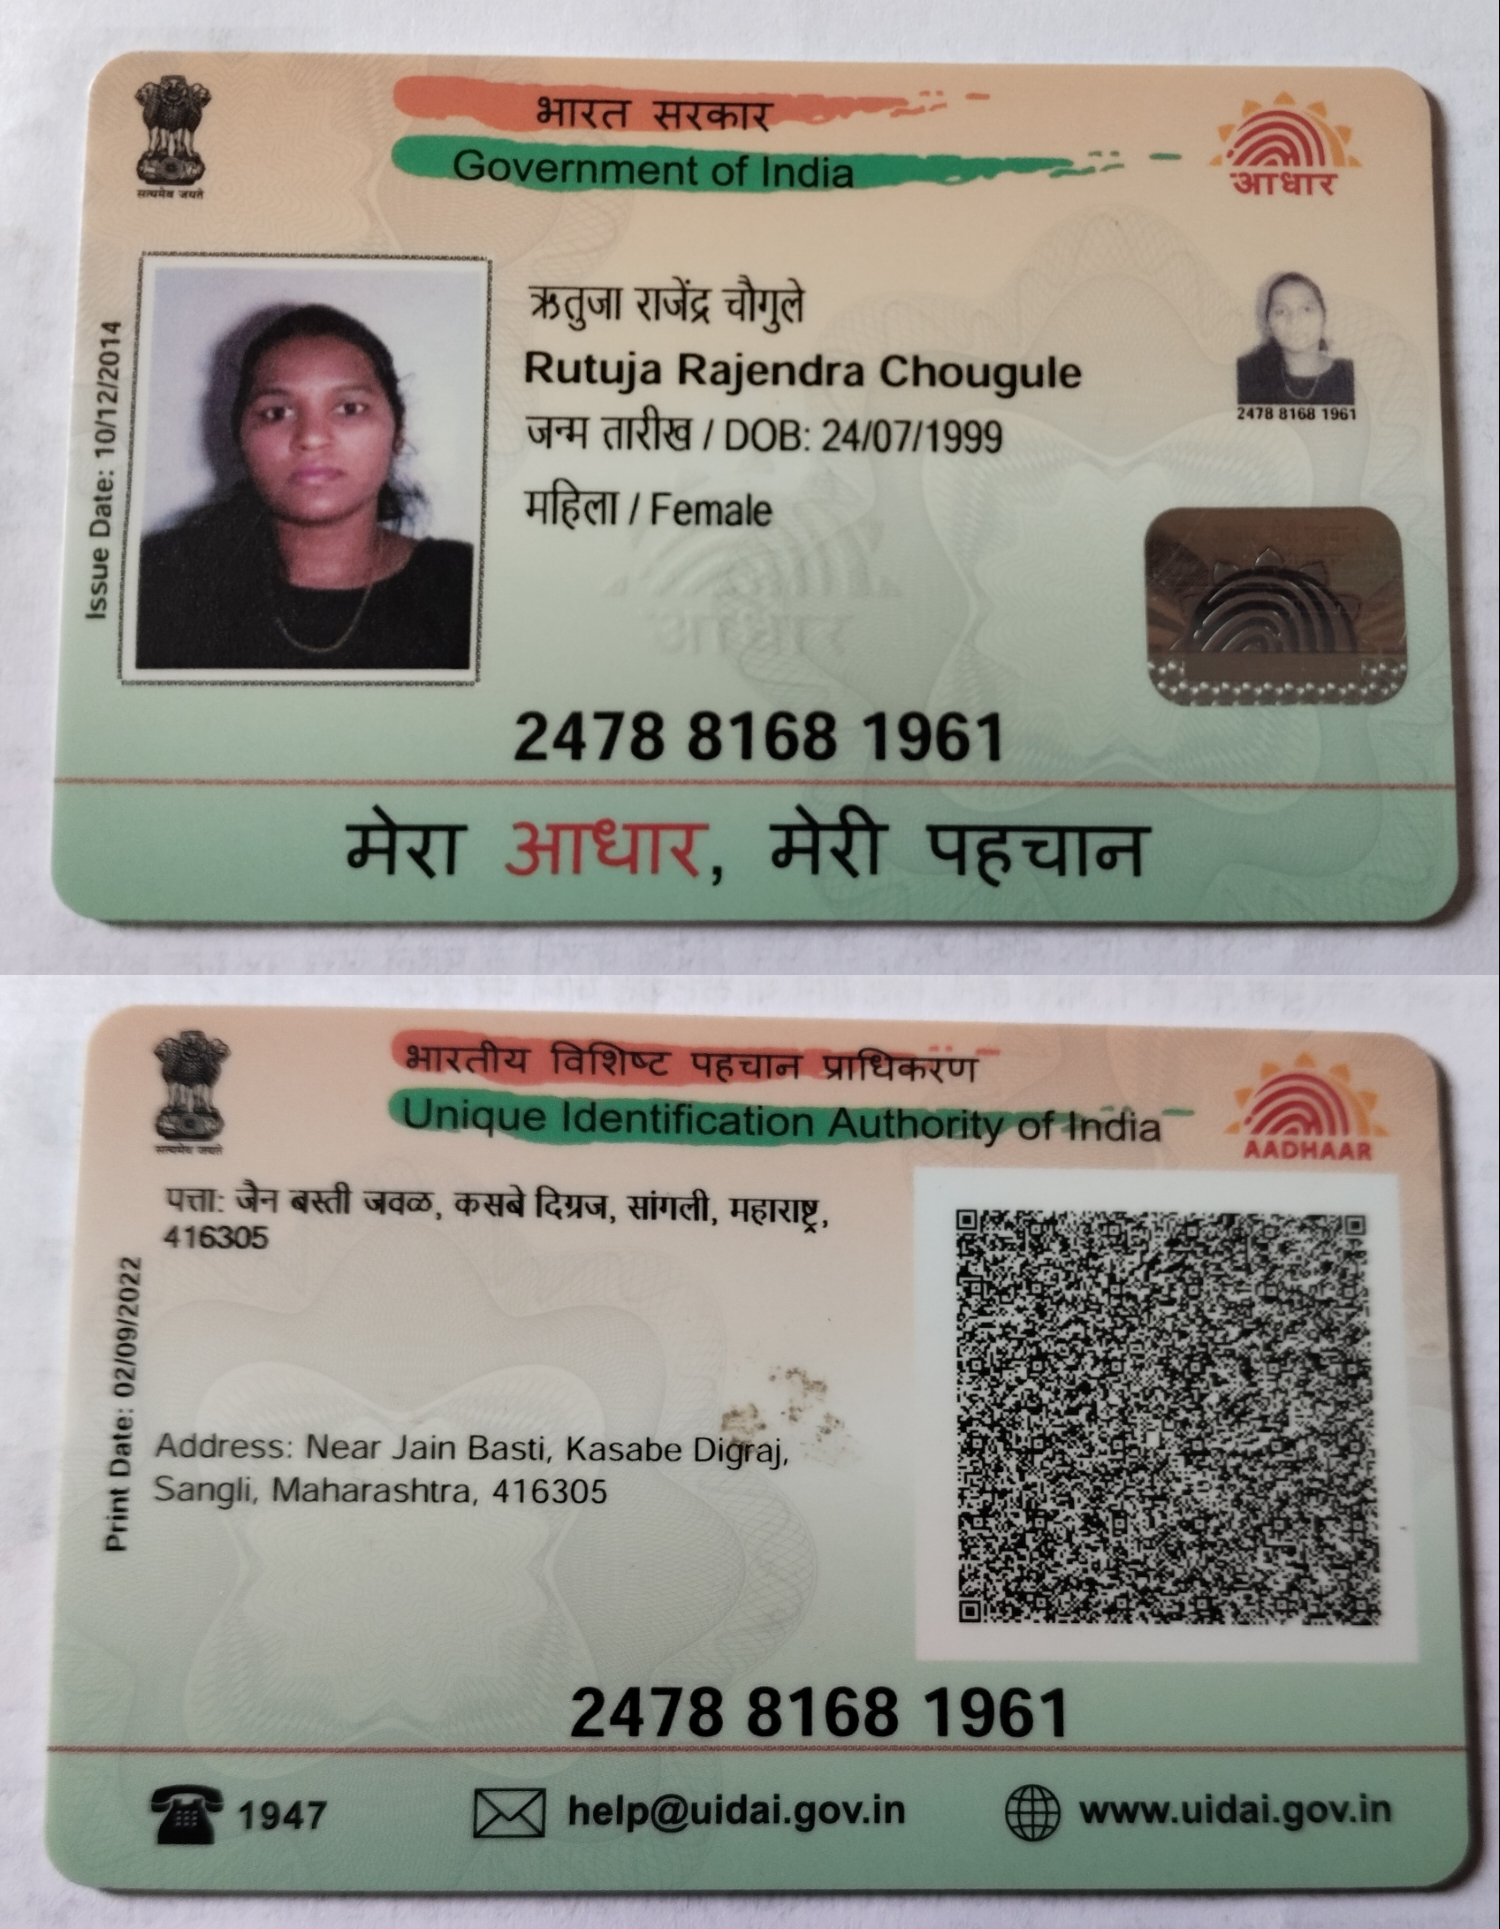 भारत सरकार
Government of India
सत्यमेव जयते
आधार
Issue Date: 10/12/2014
ऋतुजा राजेंद्र चौगुले
Rutuja Rajendra Chougule
जन्म तारीख / DOB: 24/07/1999
महिला / Female
2478 8168 1961
आधार
2478 8168 1961
मेरा आधार, मेरी पहचान
भारतीय विशिष्ट पहचान प्राधिकरण
Unique Identification Authority of India
सत्यमेव जयते
AADHAAR
पत्ता: जैन बस्ती जवळ, कसबे दिग्रज, सांगली, महाराष्ट्र,
416305
Print Date: 02/09/2022
Address: Near Jain Basti, Kasabe Digraj,
Sangli, Maharashtra, 416305
2478 8168 1961
1947
help@uidai.gov.in
www.uidai.gov.in